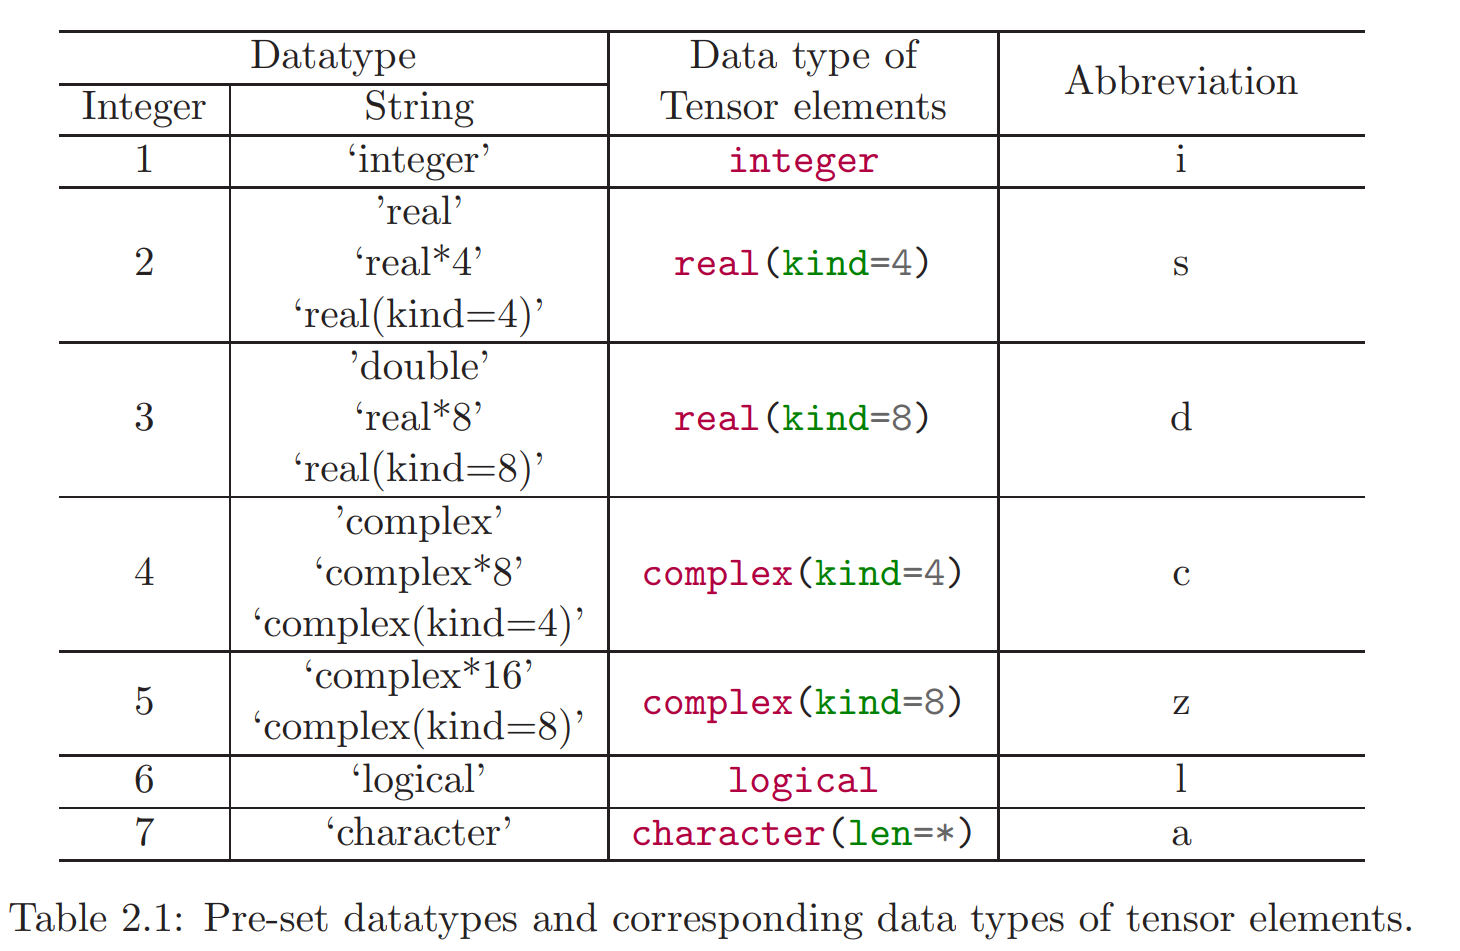 Datatype
Data type of
Tensor elements
Abbreviation
Integer
String
1 ‘integer’ integer i
’real’
2 ‘real*4’ real(kind=4) s
‘real(kind=4)’
’double’
3 ‘real*8’ real(kind=8) d
‘real(kind=8)’
’complex’
4 ‘complex*8’ complex(kind=4) c
‘complex(kind=4)’
‘complex*16’
5 complex(kind=8) z
‘complex(kind=8)’
6 ‘logical’ logical l
7 ‘character’ character(len=*) a
Table 2.1: Pre-set datatypes and corresponding data types of tensor elements.